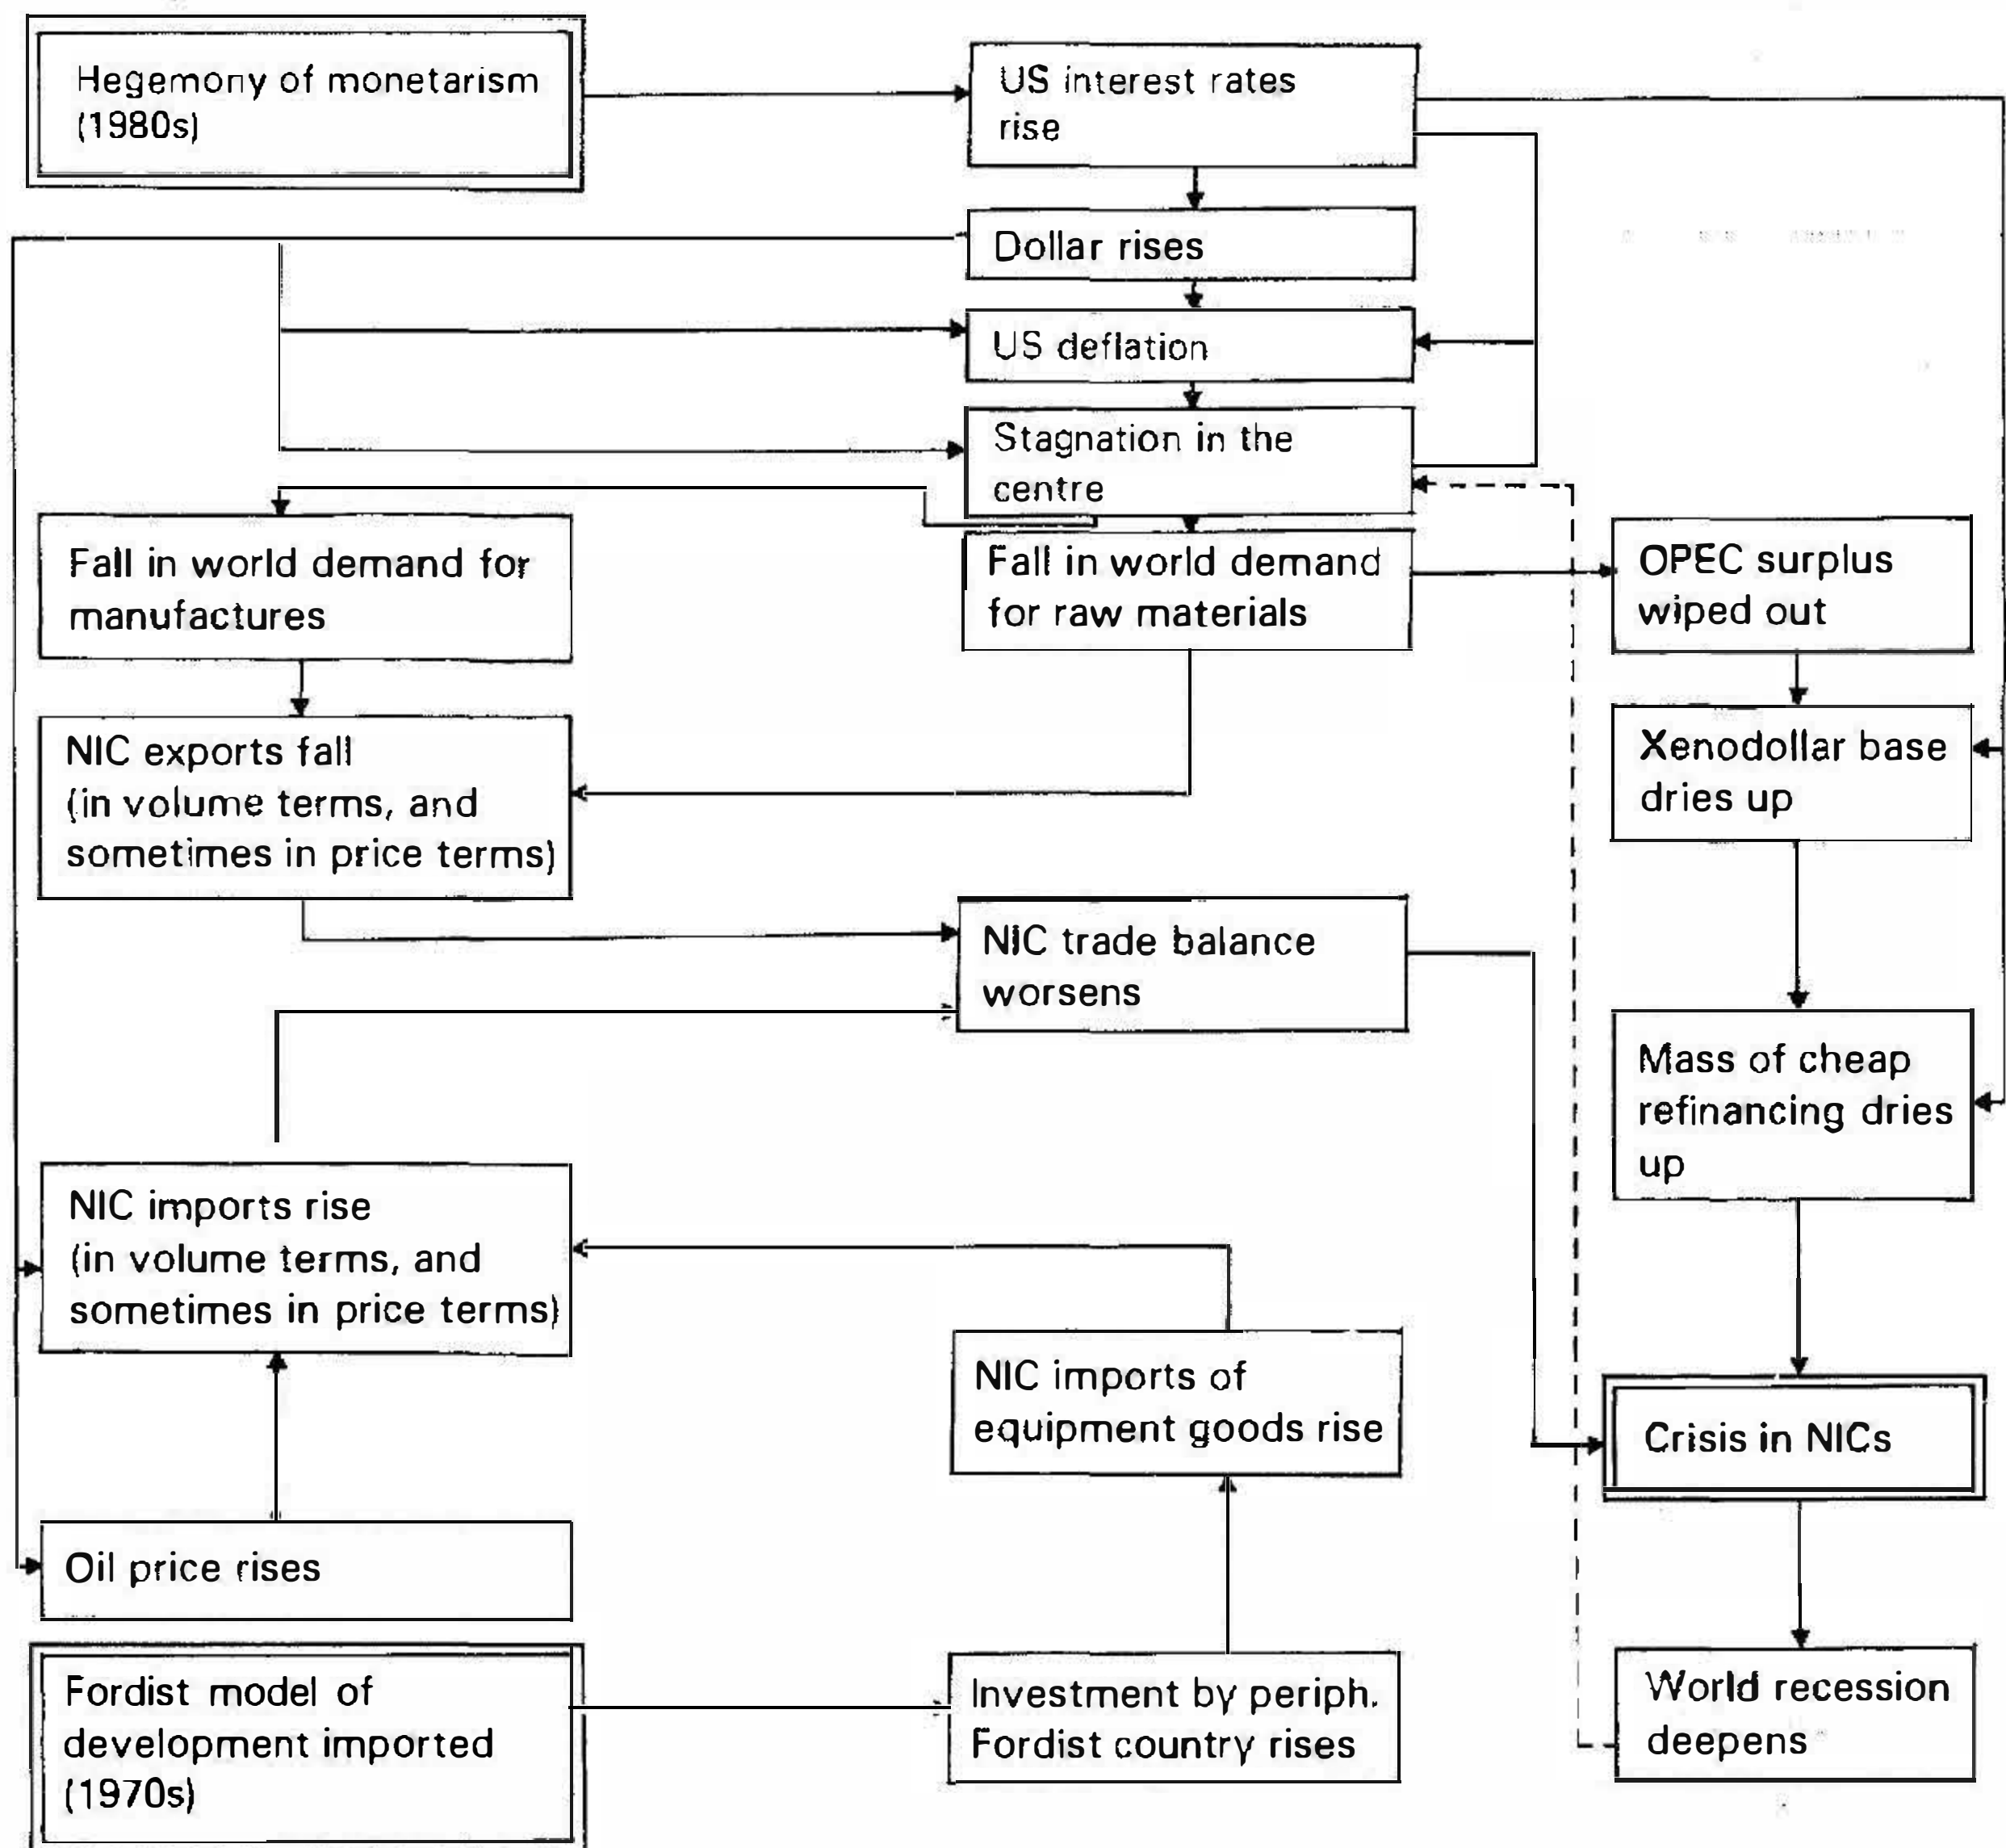 Hegemony of monetarism
(1980s)
US interest rates
rise
Dollar rises
US deflation
Stagnation in the
centre
Fall in world demand for
manufactures
Fall in world demand
for raw materials
OPEC surplus
wiped out
NIC exports fall
(in volume terms, and
sometimes in price terms)
Xenodollar base
dries up
NIC trade balance
worsens
Mass of cheap
refinancing dries
up
NIC imports rise
(in volume terms, and
sometimes in price terms)
NIC imports of
equipment goods rise
Crisis in NICs
Oil price rises
Fordist model of
development imported
(1970s)
Investment by periph.
Fordist country rises
World recession
deepens